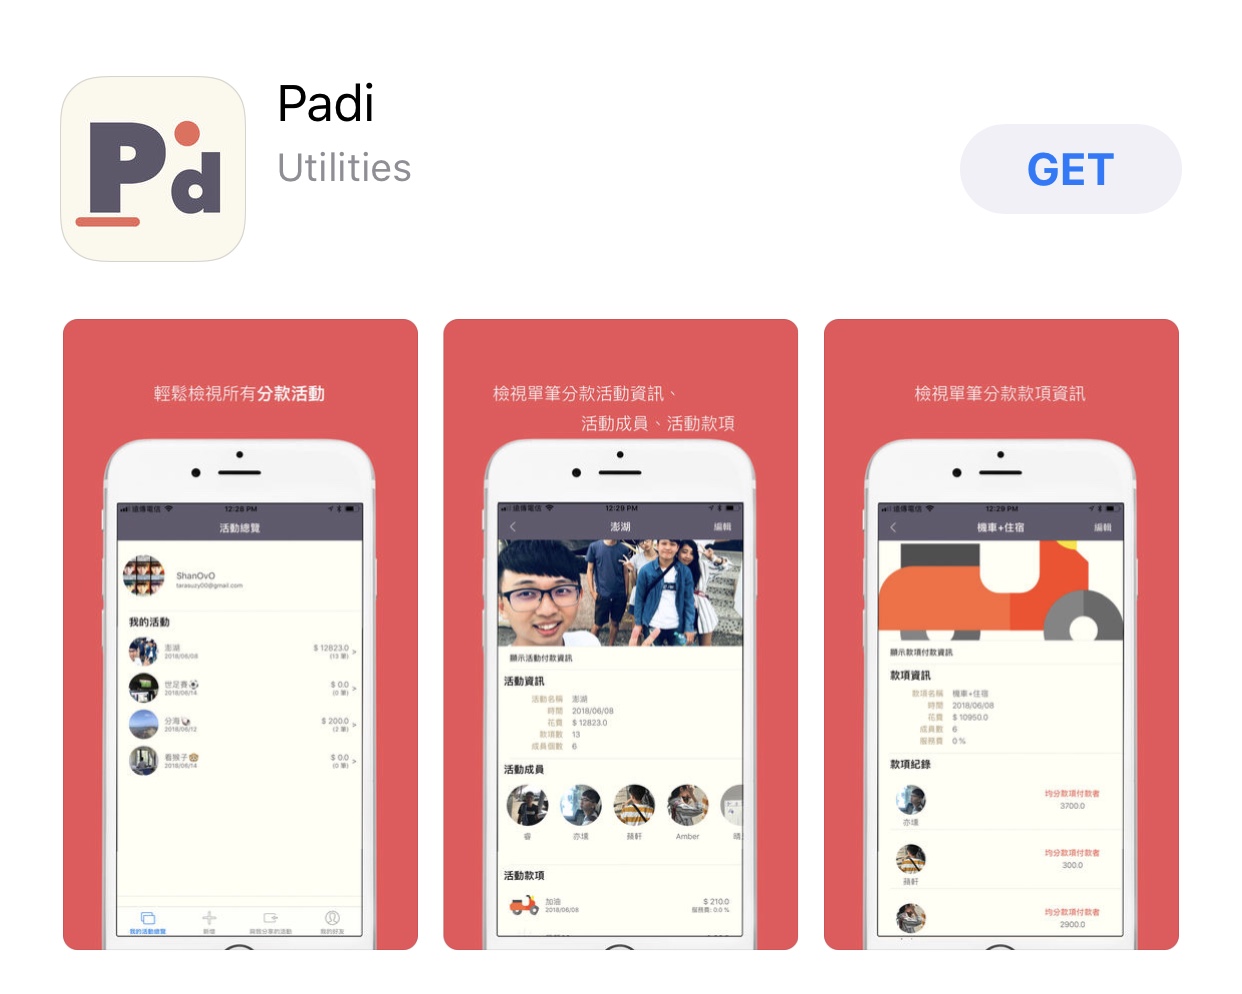 Pd
Padi
Utilities
GET
輕鬆檢視所有分款活動
遠傳電信
12:28 PM
活動總覽
ShanOvO
terasuzy00@gmail.com
我的活動
澎湖
2018/06/08
$ 12823.0
(13 筆)
世足賽⚽
2018/06/14
$ 0.0
(0 筆)
分海
2018/06/12
$ 200.0
(2 筆)
看猴子🐵
2018/06/14
$ 0.0
(0 筆)
我的活動總覽
新增
我的好友
檢視單筆分款活動資訊、
活動成員、活動款項
遠傳電信
12:29 PM
澎湖
編輯
顯示活動付款資訊
活動資訊
活動名稱 澎湖
時間 2018/06/08
花費 $ 12823.0
款項數 13
成員個數 6
活動成員
睿
亦璞
蘋軒
Amber
活動款項
加油
2018/06/08
$ 210.0
服務費: 0.0 %
檢視單筆分款款項資訊
遠傳電信
12:29 PM
機車+住宿
編輯
顯示款項付款資訊
款項資訊
款項名稱 機車+住宿
時間 2018/06/08
花費 $ 10950.0
成員數 6
服務費 0 %
款項紀錄
亦璞
均分款項付款者
3700.0
蘋軒
均分款項付款者
300.0
均分款項付款者
2900.0